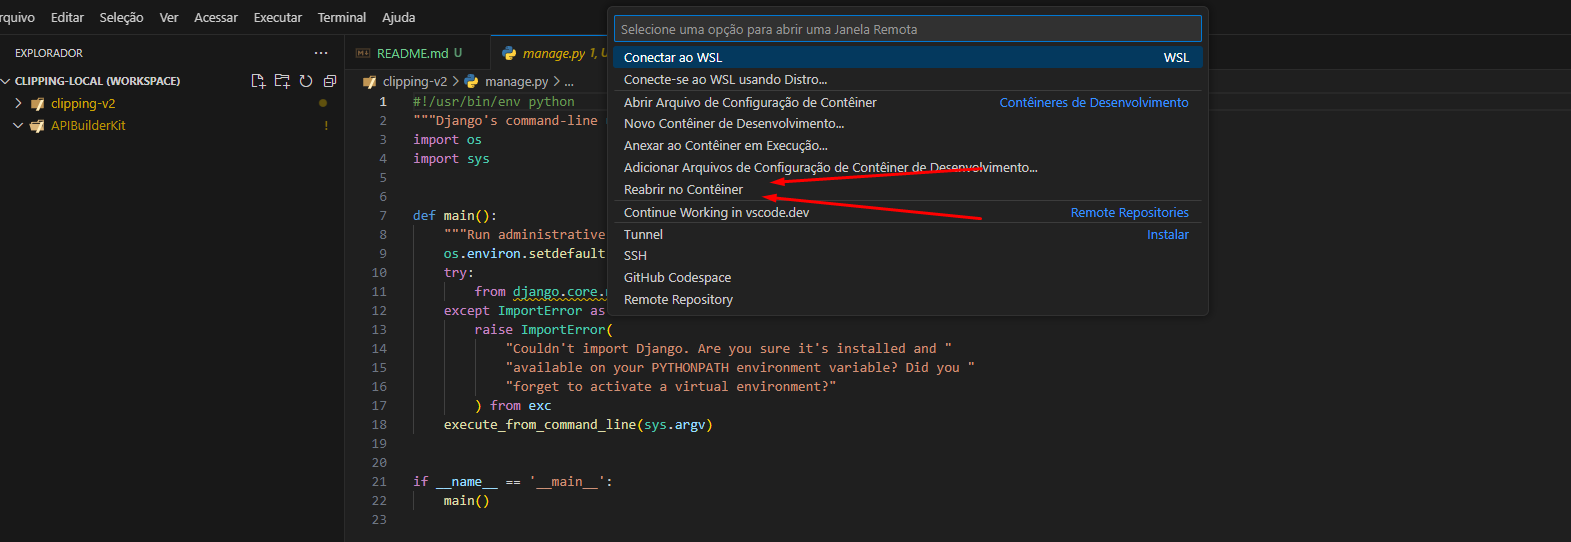 rquivo Editar Seleção Ver Acessar Executar Terminal Ajuda
EXPLORADOR ...
CLIPPING-LOCAL (WORKSPACE)
clipping-v2
APIBuilderKit !
README.md U
manage.py 1, U
clipping-v2 > manage.py > ...
1 #!/usr/bin/env python
2 """Django's command-line
3 import os
4 import sys
5
6
7 def main():
8 """Run administrative
9 os.environ.setdefault
10 try:
11 from django.core.
12 except ImportError as
13 raise ImportError(
14 "Couldn't import Django. Are you sure it's installed and "
15 "available on your PYTHONPATH environment variable? Did you "
16 "forget to activate a virtual environment?"
17 ) from exc
18 execute_from_command_line(sys.argv)
19
20
21 if __name__ == '__main__':
22 main()
23
Selecione uma opção para abrir uma Janela Remota
Conectar ao WSL WSL
Conecte-se ao WSL usando Distro...
Abrir Arquivo de Configuração de Contêiner Contêineres de Desenvolvimento
Novo Contêiner de Desenvolvimento...
Anexar ao Contêiner em Execução...
Adicionar Arquivos de Configuração de Contêiner de Desenvolvimento...
Reabrir no Contêiner
Continue Working in vscode.dev Remote Repositories
Tunnel Instalar
SSH
GitHub Codespace
Remote Repository